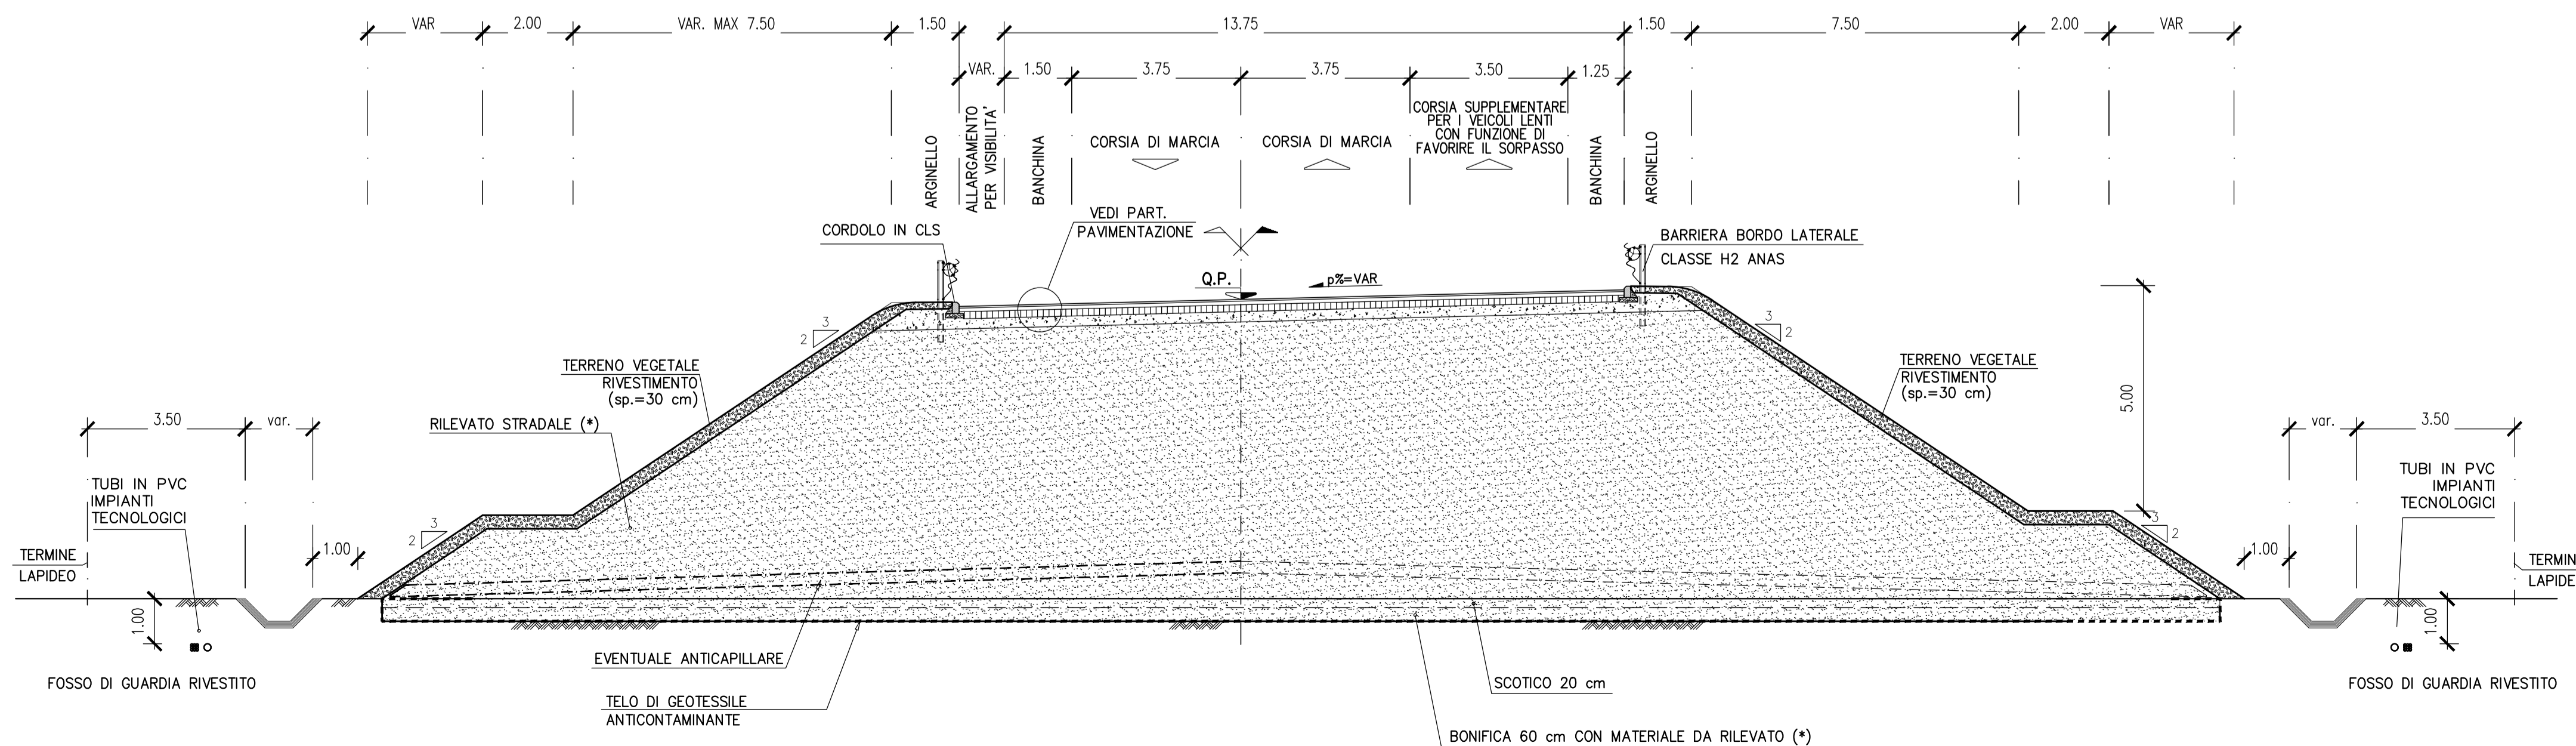 VAR 2.00 VAR. MAX 7.50 1.50 13.75 1.50 7.50 2.00 VAR
VAR. 1.50 3.75 3.75 3.50 1.25
ARGINELLO
ALLARGAMENTO
PER VISIBILITA'
BANCHINA
CORSIA DI MARCIA
CORSIA DI MARCIA
CORSIA SUPPLEMENTARE
PER I VEICOLI LENTI
CON FUNZIONE DI
FAVORIRE IL SORPASSO
BANCHINA
ARGINELLO
CORDOLO IN CLS
VEDI PART.
PAVIMENTAZIONE
Q.P.
p%=VAR
BARRIERA BORDO LATERALE
CLASSE H2 ANAS
3
2
3
2
TERRENO VEGETALE
RIVESTIMENTO
(sp.=30 cm)
TERRENO VEGETALE
RIVESTIMENTO
(sp.=30 cm)
5.00
RILEVATO STRADALE (*)
3.50 var.
var. 3.50
TUBI IN PVC
IMPIANTI
TECNOLOGICI
TUBI IN PVC
IMPIANTI
TECNOLOGICI
3
2
3
2
1.00
1.00
TERMINE
LAPIDEO
TERMIN
LAPIDE
1.00
1.00
FOSSO DI GUARDIA RIVESTITO
EVENTUALE ANTICAPILLARE
TELO DI GEOTESSILE
ANTICONTAMINANTE
SCOTICO 20 cm
FOSSO DI GUARDIA RIVESTITO
BONIFICA 60 cm CON MATERIALE DA RILEVATO (*)